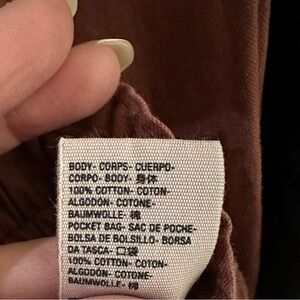 BODY- CORPS- CUERPO-
CORPO- BODY- 身体
100% COTTON- COTON-
ALGODÓN- COTONE-
BAUMWOLLE- 棉
POCKET BAG- SAC DE POCHE-
BOLSA DE BOLSILLO- BORSA
DA TASCA- 口袋
100% COTTON- COTON-
ALGODÓN- COTONE-
BAUMWOLLE- 棉